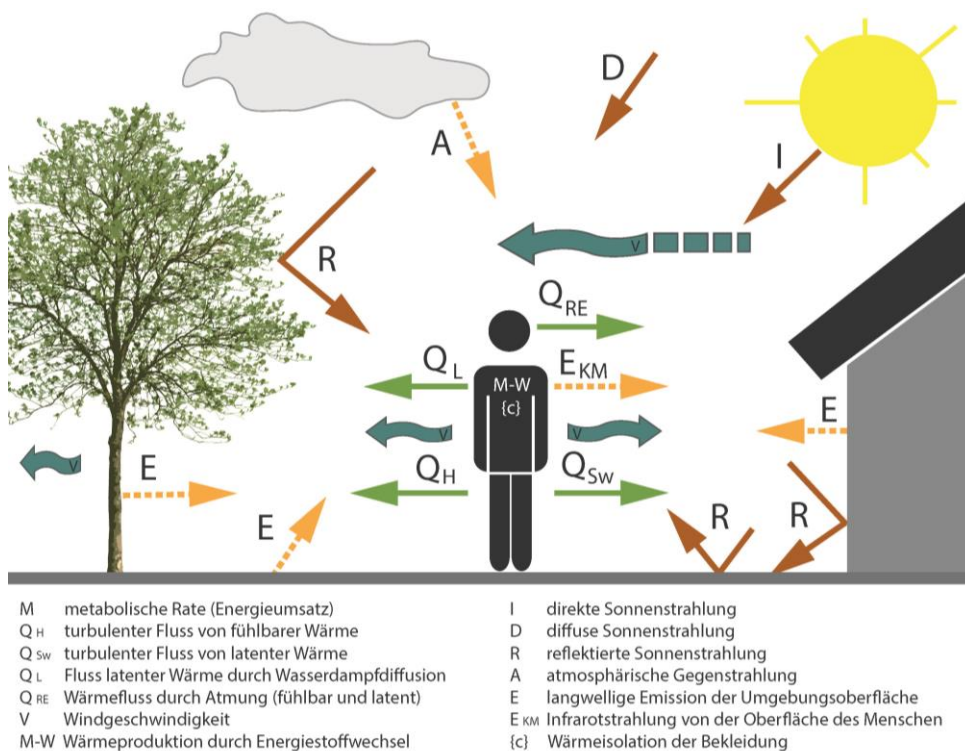 D
A
I
V
R
Q RE
Q L
E KM
M-W
{c}
E
V
V
V
E
Q H
Q Sw
E
R
R
M metabolische Rate (Energieumsatz)
Q H turbulenter Fluss von fühlbarer Wärme
Q Sw turbulenter Fluss von latenter Wärme
Q L Fluss latenter Wärme durch Wasserdampfdiffusion
Q RE Wärmefluss durch Atmung (fühlbar und latent)
V Windgeschwindigkeit
M-W Wärmeproduktion durch Energiestoffwechsel
I direkte Sonnenstrahlung
D diffuse Sonnenstrahlung
R reflektierte Sonnenstrahlung
A atmosphärische Gegenstrahlung
E langwellige Emission der Umgebungsoberfläche
E KM Infrarotstrahlung von der Oberfläche des Menschen
{c} Wärmeisolation der Bekleidung